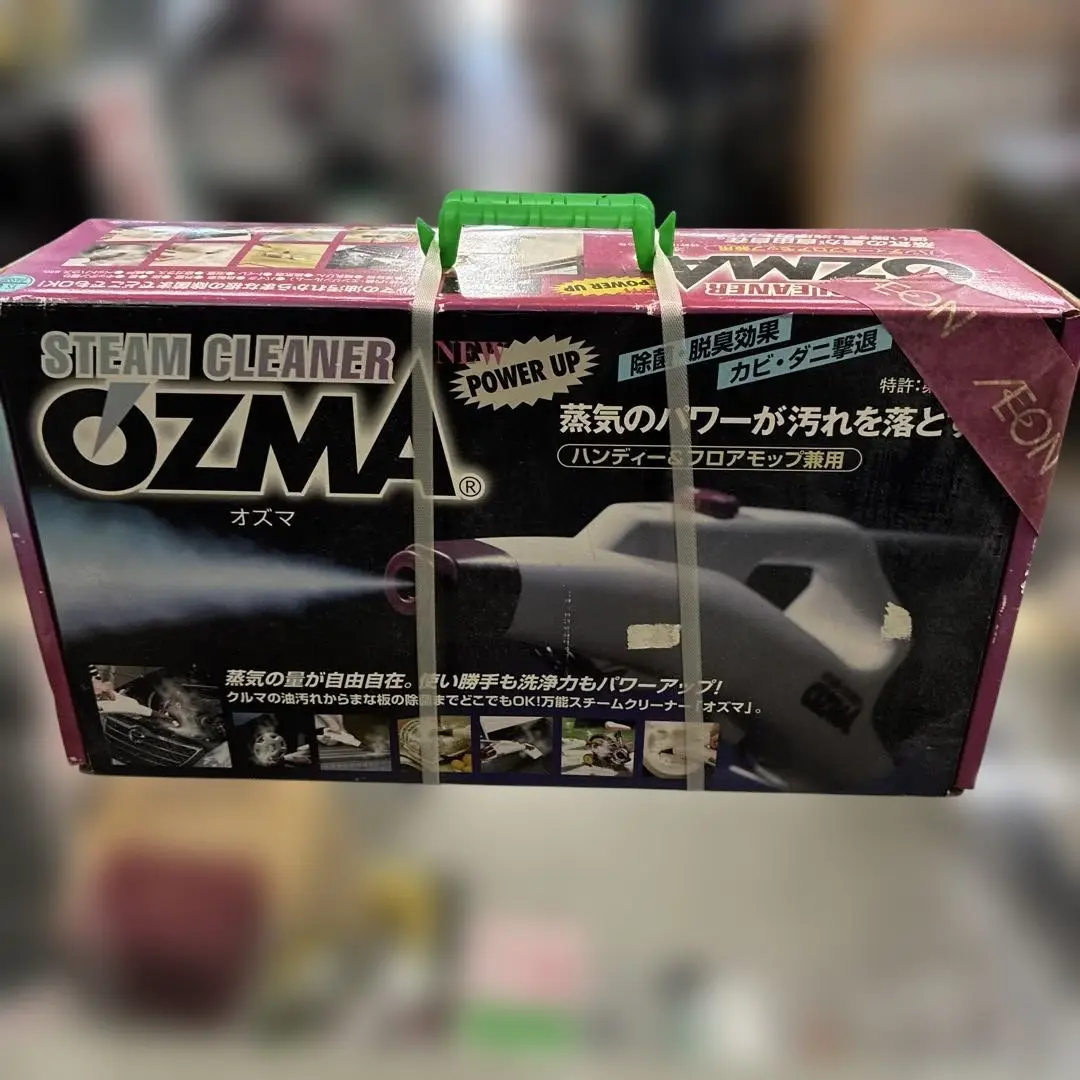 POWER UP
OZMA
ÆON
STEAM CLEANER
NEW
POWER UP
OZMA®
オズマ
除菌・脱臭効果
カビ・ダニ撃退
特許:
蒸気のパワーが汚れを落と
ハンディー&フロアモップ兼用
ÆON
蒸気の量が自由自在。使い勝手も洗浄力もパワーアップ!
クルマの油汚れからまな板の除菌までどこでもOK!万能スチームクリーナー「オズマ」。
OZMA